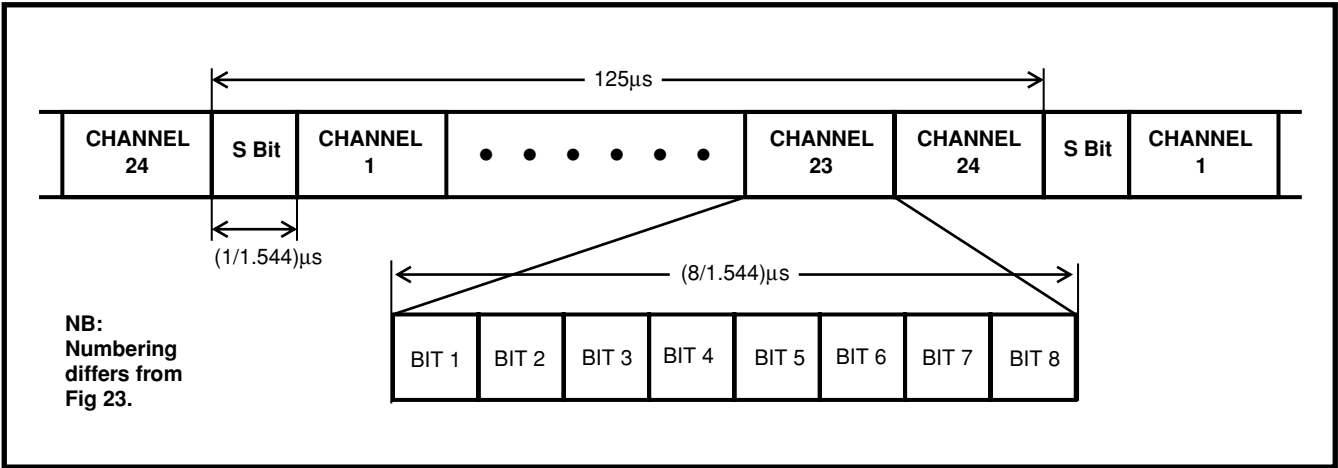 125μs
CHANNEL 24
S Bit
CHANNEL 1
• • • • • •
CHANNEL 23
CHANNEL 24
S Bit
CHANNEL 1
(1/1.544)μs
(8/1.544)μs
BIT 1 BIT 2 BIT 3 BIT 4 BIT 5 BIT 6 BIT 7 BIT 8
NB:
Numbering
differs from
Fig 23.